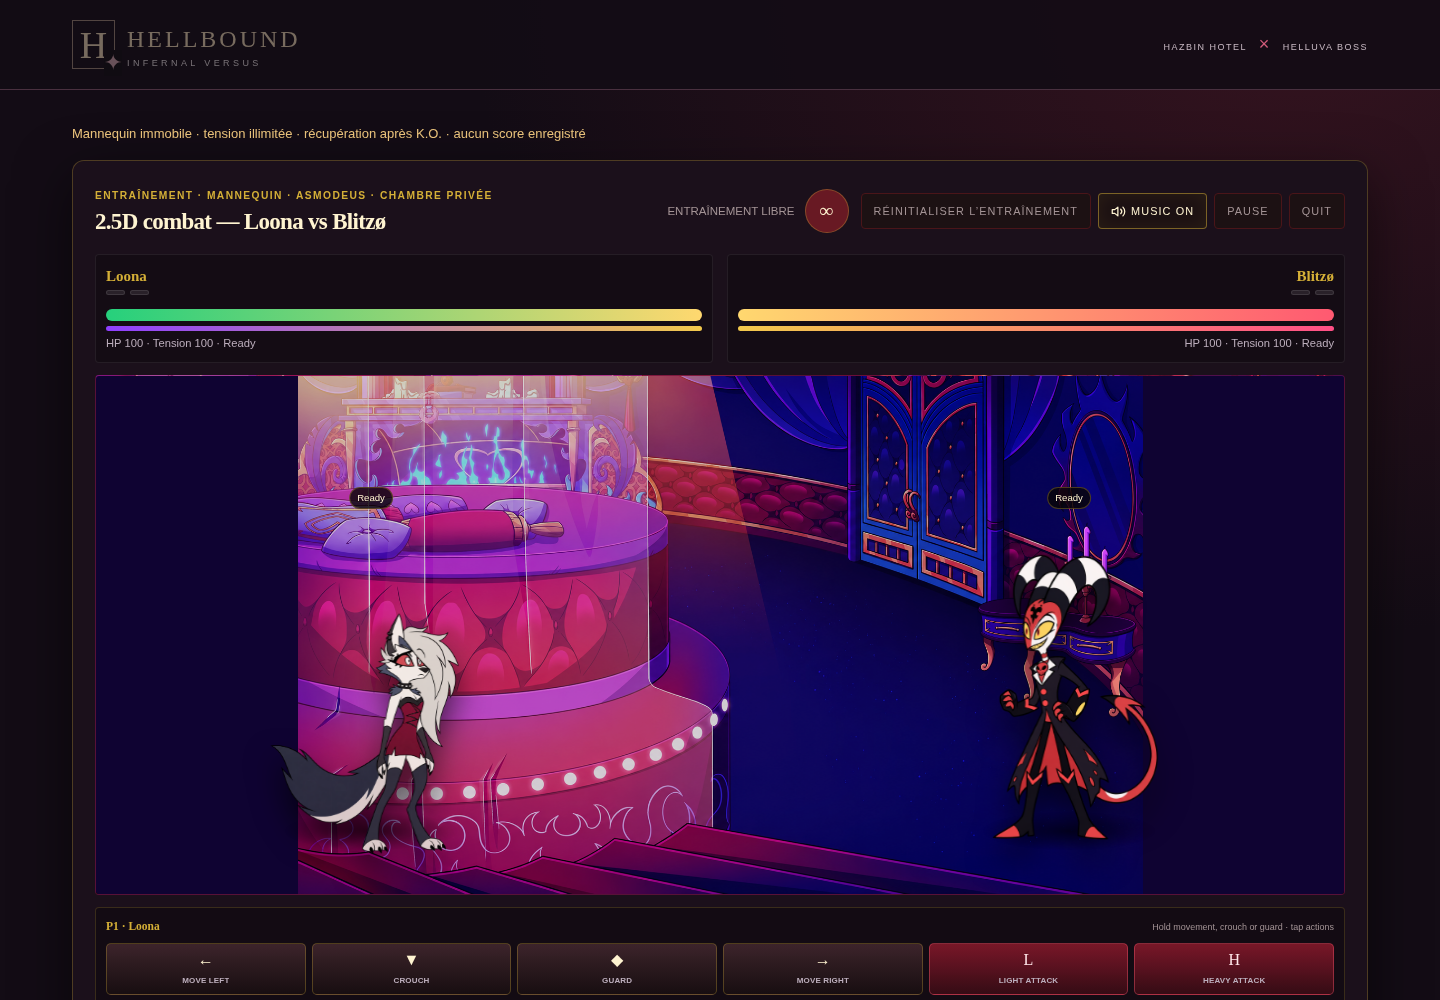 H HELLBOUND
INFERNAL VERSUS
HAZBIN HOTEL × HELLUVA BOSS
Mannequin immobile · tension illimitée · récupération après K.O. · aucun score enregistré
ENTRAÎNEMENT · MANNEQUIN · ASMODEUS · CHAMBRE PRIVÉE
2.5D combat — Loona vs Blitzø
ENTRAÎNEMENT LIBRE ∞ RÉINITIALISER L'ENTRAÎNEMENT MUSIC ON PAUSE QUIT
Loona
HP 100 · Tension 100 · Ready
Blitzø
HP 100 · Tension 100 · Ready
Ready
Ready
P1 · Loona
Hold movement, crouch or guard · tap actions
← ▼ ◆ → L H
MOVE LEFT CROUCH GUARD MOVE RIGHT LIGHT ATTACK HEAVY ATTACK